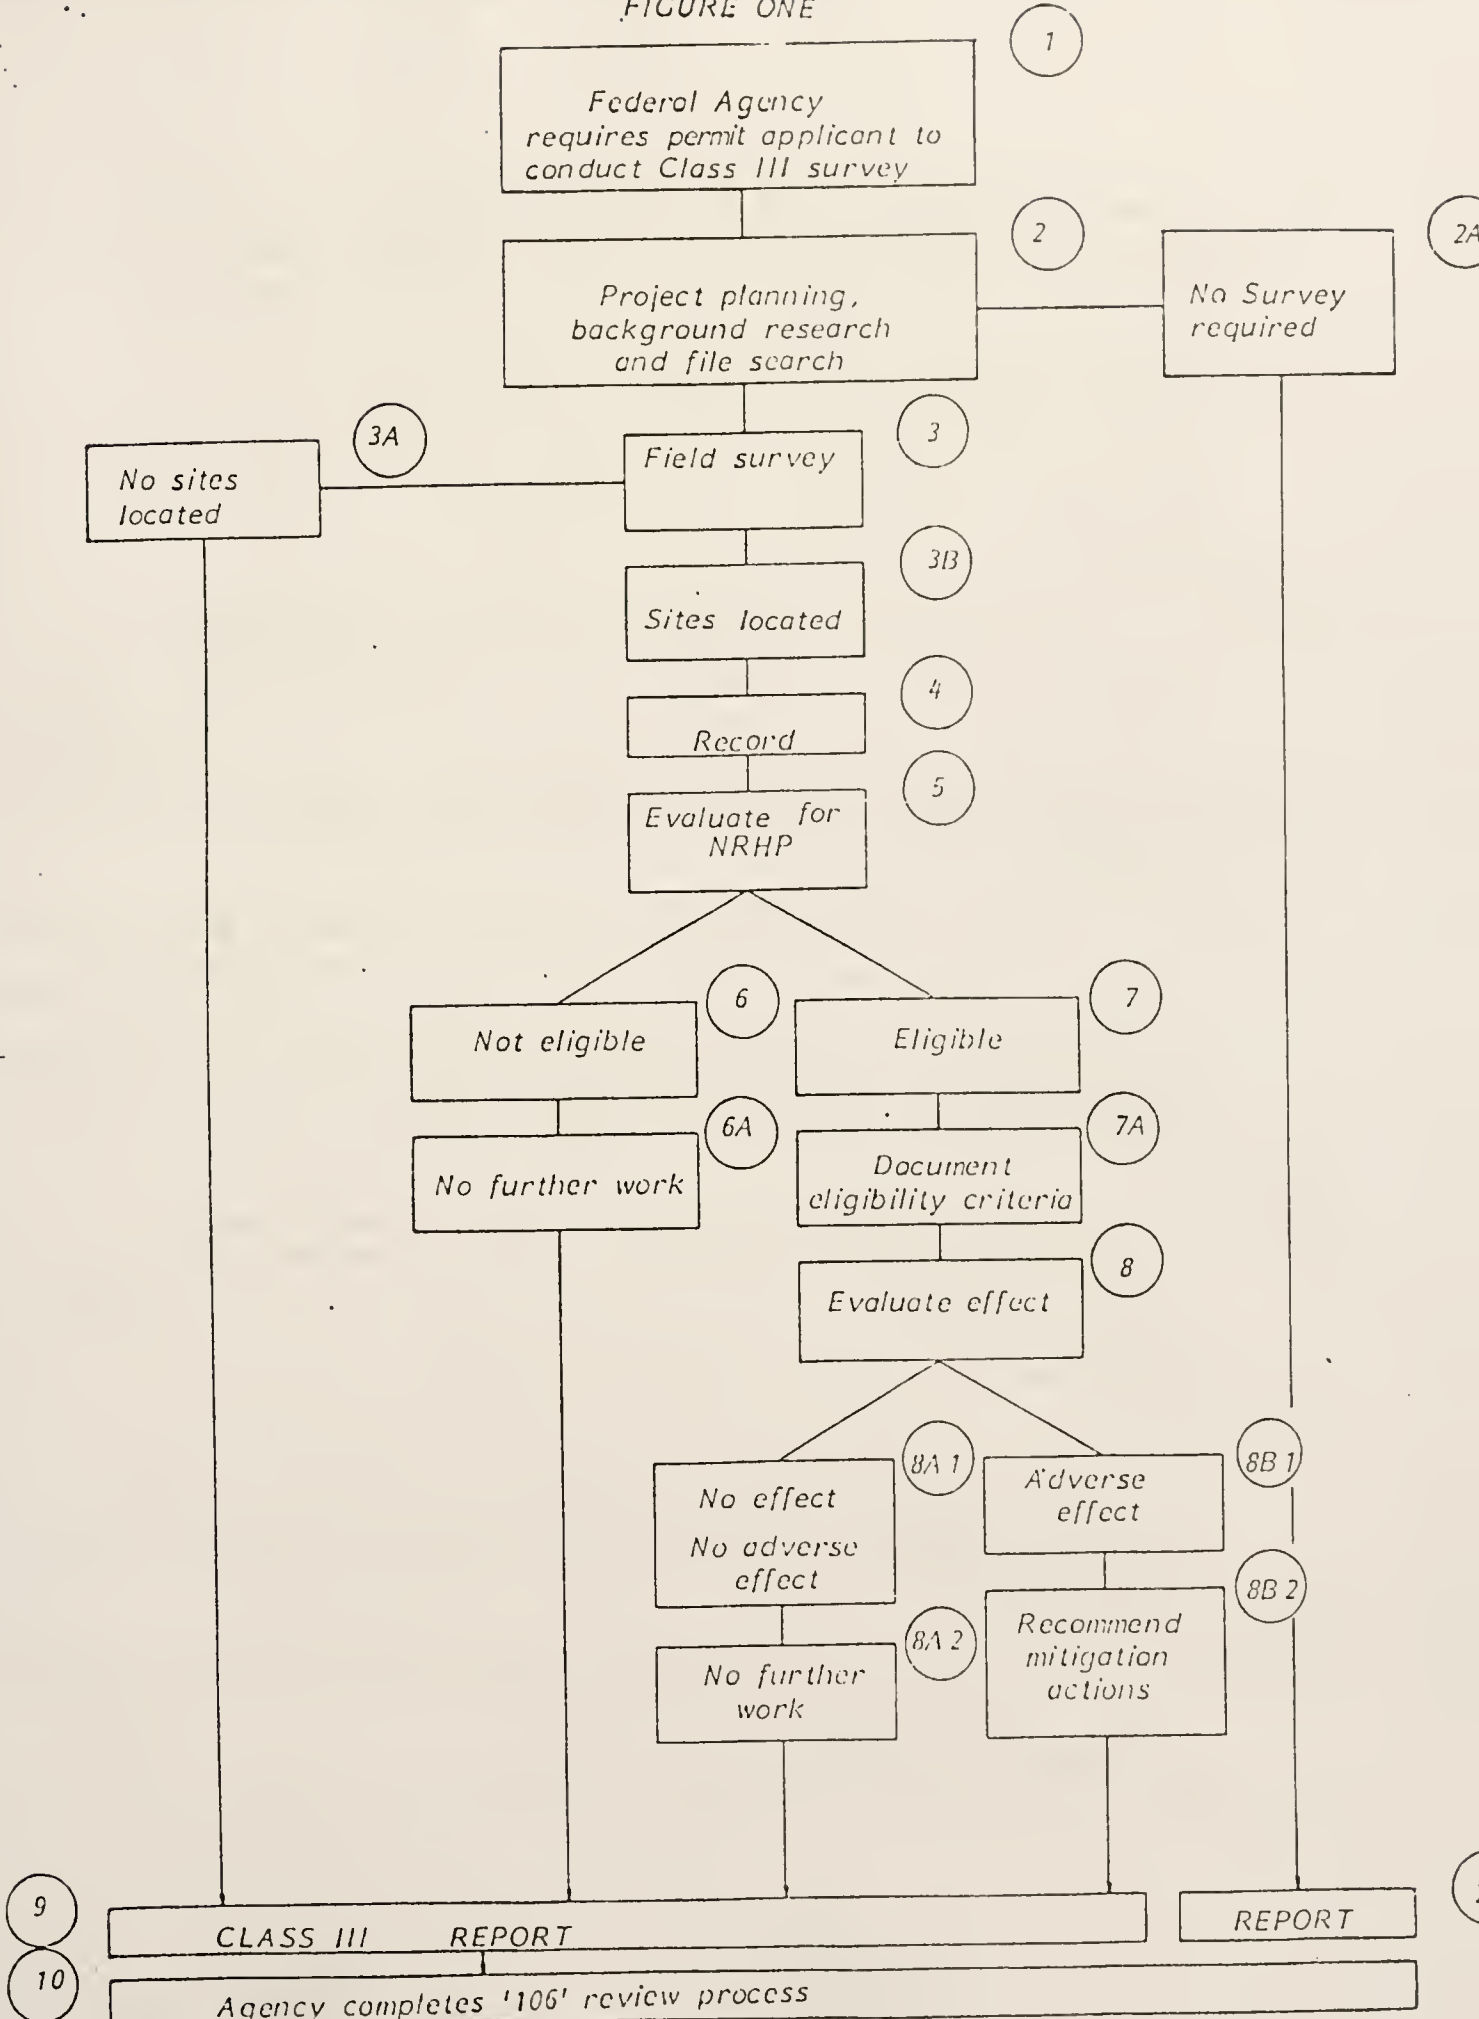 FIGURE ONE
1
Federal Agency
requires permit applicant to
conduct Class III survey
2
2A
Project planning,
background research
and file search
No Survey
required
3A
3
No sites
located
Field survey
3B
Sites located
4
Record
5
Evaluate for
NRHP
6
7
Not eligible
Eligible
6A
7A
No further work
Document
eligibility criteria
8
Evaluate effect
8A 1
8B 1
No effect
No adverse
effect
Adverse
effect
8A 2
8B 2
No further
work
Recommend
mitigation
actions
9
CLASS III REPORT
REPORT
10
Agency completes '106' review process